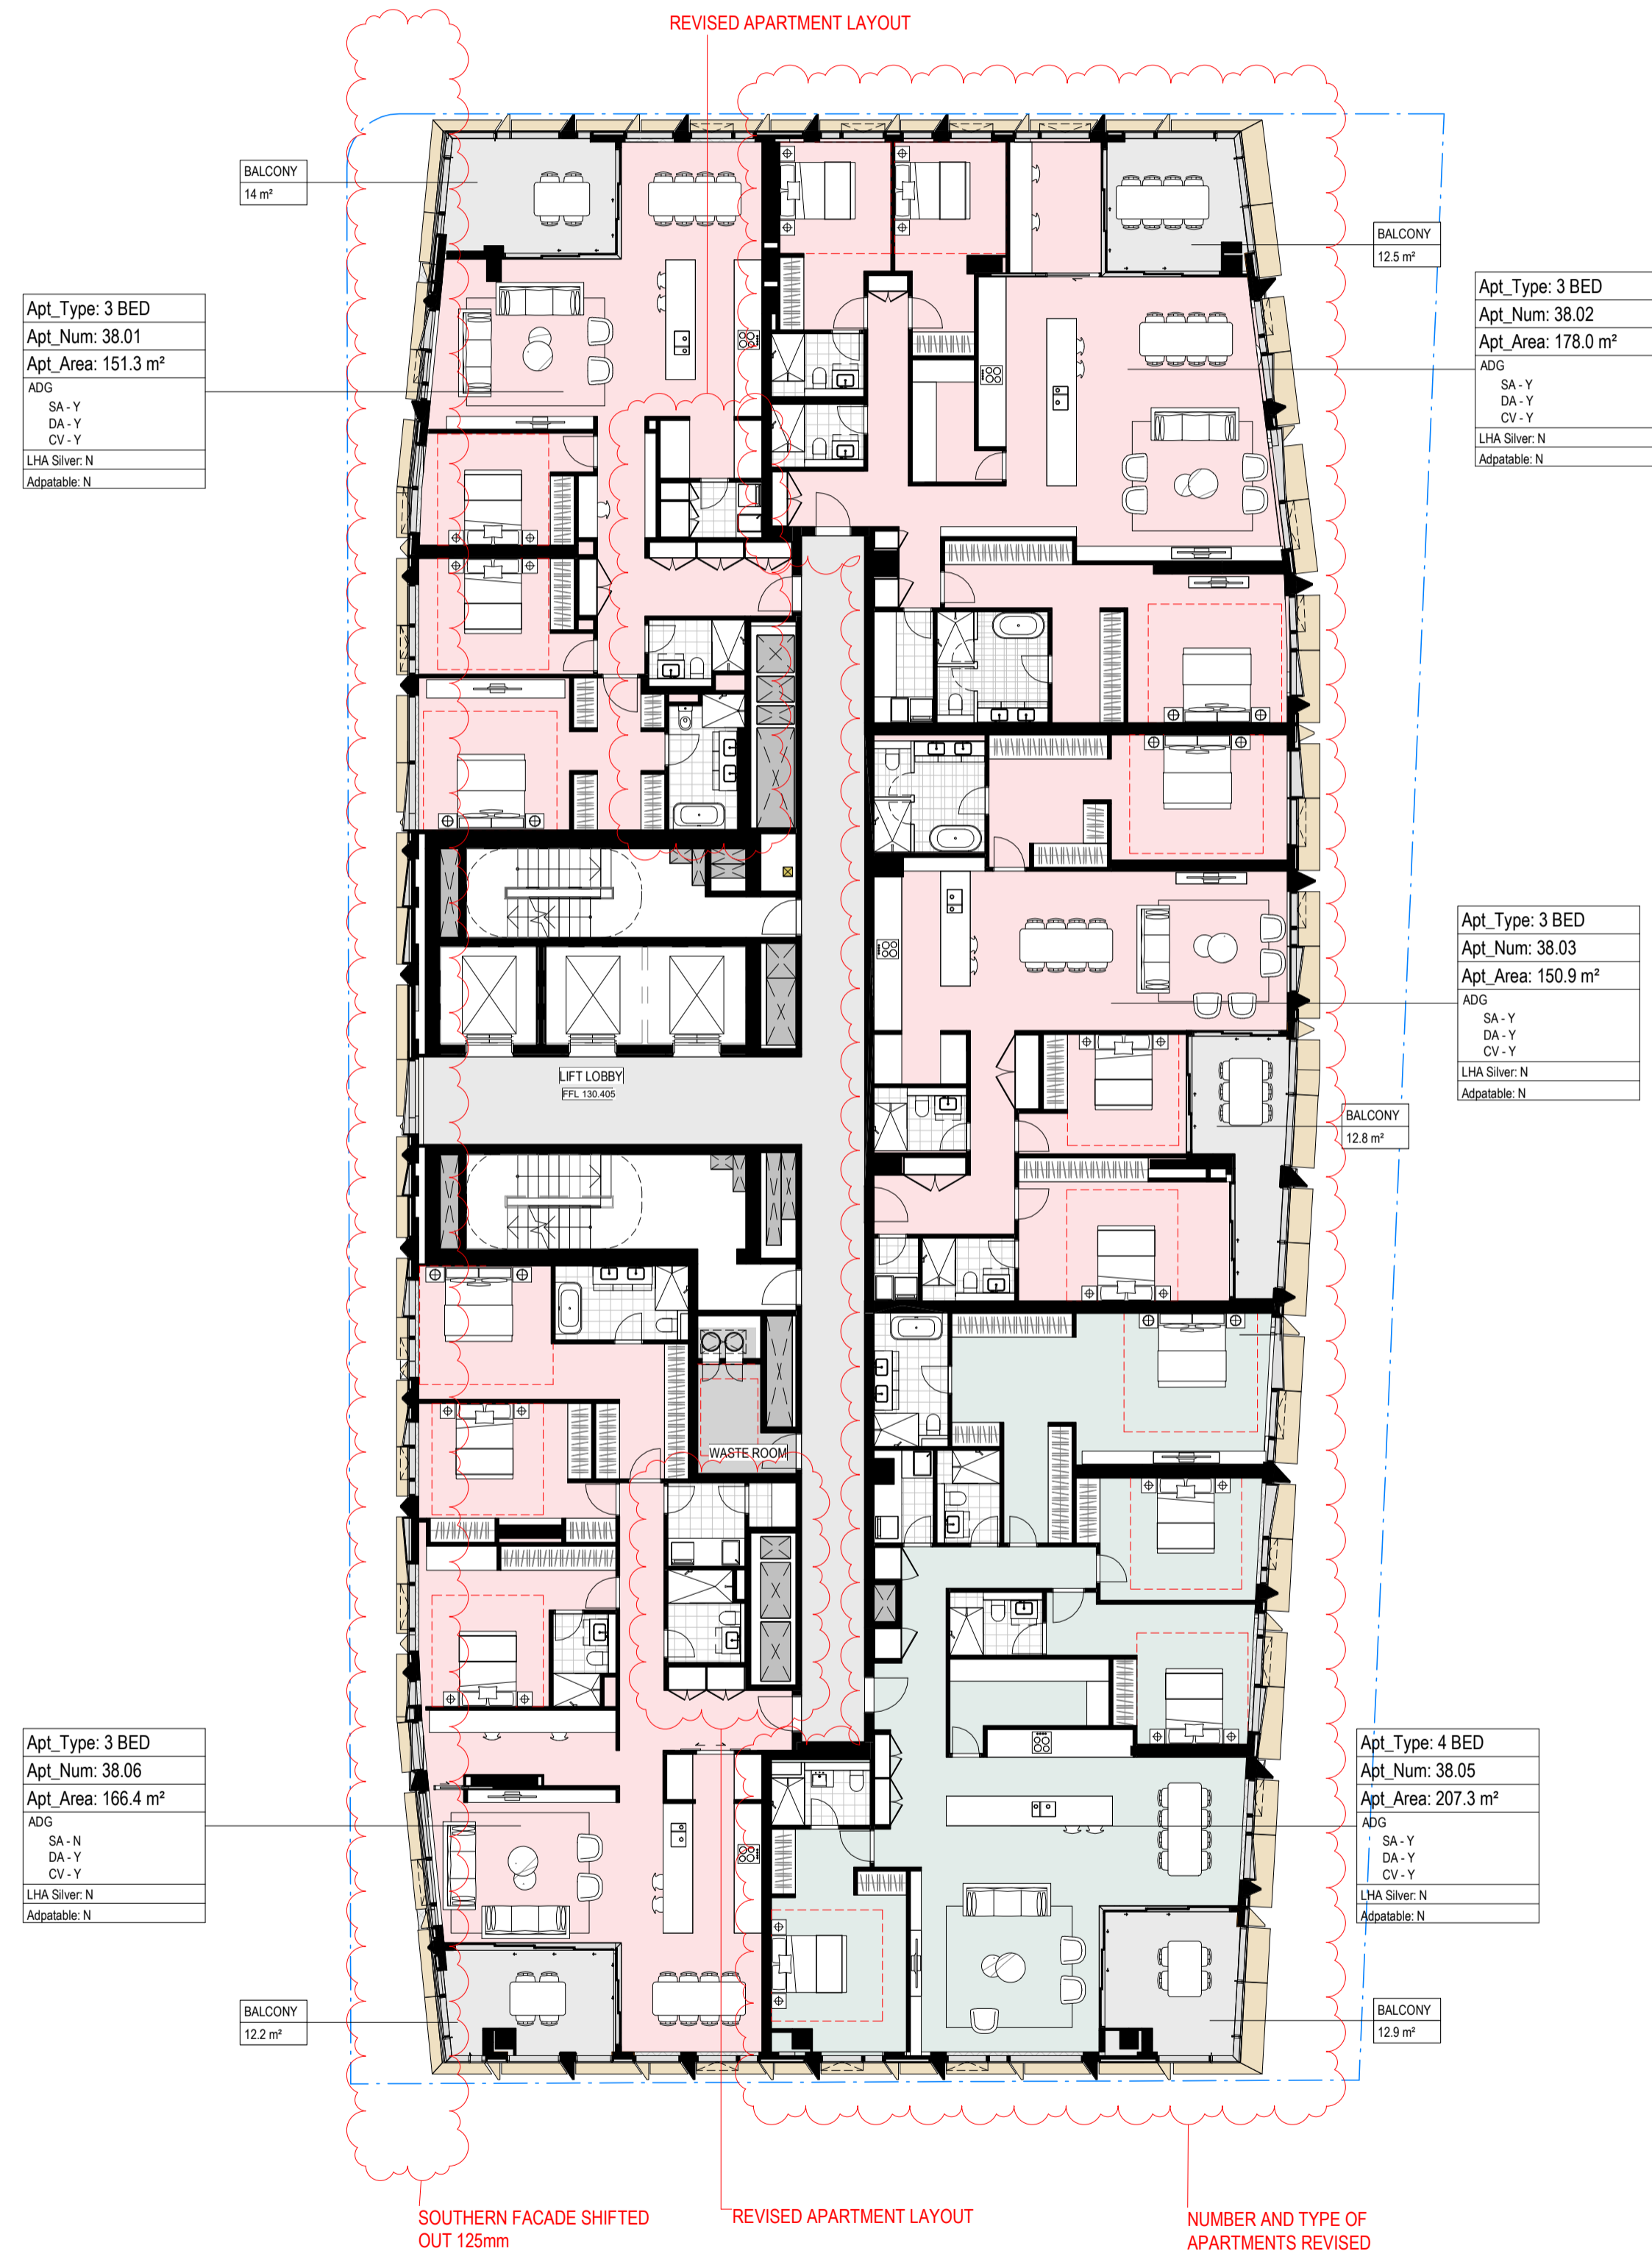 REVISED APARTMENT LAYOUT
BALCONY
14 m²
BALCONY
12.5 m²
Apt_Type: 3 BED
Apt_Num: 38.01
Apt_Area: 151.3 m²
ADG
SA - Y
DA - Y
CV - Y
LHA Silver: N
Adpatable: N
Apt_Type: 3 BED
Apt_Num: 38.02
Apt_Area: 178.0 m²
ADG
SA - Y
DA - Y
CV - Y
LHA Silver: N
Adpatable: N
Apt_Type: 3 BED
Apt_Num: 38.03
Apt_Area: 150.9 m²
ADG
SA - Y
DA - Y
CV - Y
LHA Silver: N
Adpatable: N
LIFT LOBBY
FFL 130.405
BALCONY
12.8 m²
WASTE ROOM
Apt_Type: 3 BED
Apt_Num: 38.06
Apt_Area: 166.4 m²
ADG
SA - N
DA - Y
CV - Y
LHA Silver: N
Adpatable: N
Apt_Type: 4 BED
Apt_Num: 38.05
Apt_Area: 207.3 m²
ADG
SA - Y
DA - Y
CV - Y
LHA Silver: N
Adpatable: N
BALCONY
12.2 m²
BALCONY
12.9 m²
SOUTHERN FACADE SHIFTED
OUT 125mm
REVISED APARTMENT LAYOUT
NUMBER AND TYPE OF
APARTMENTS REVISED